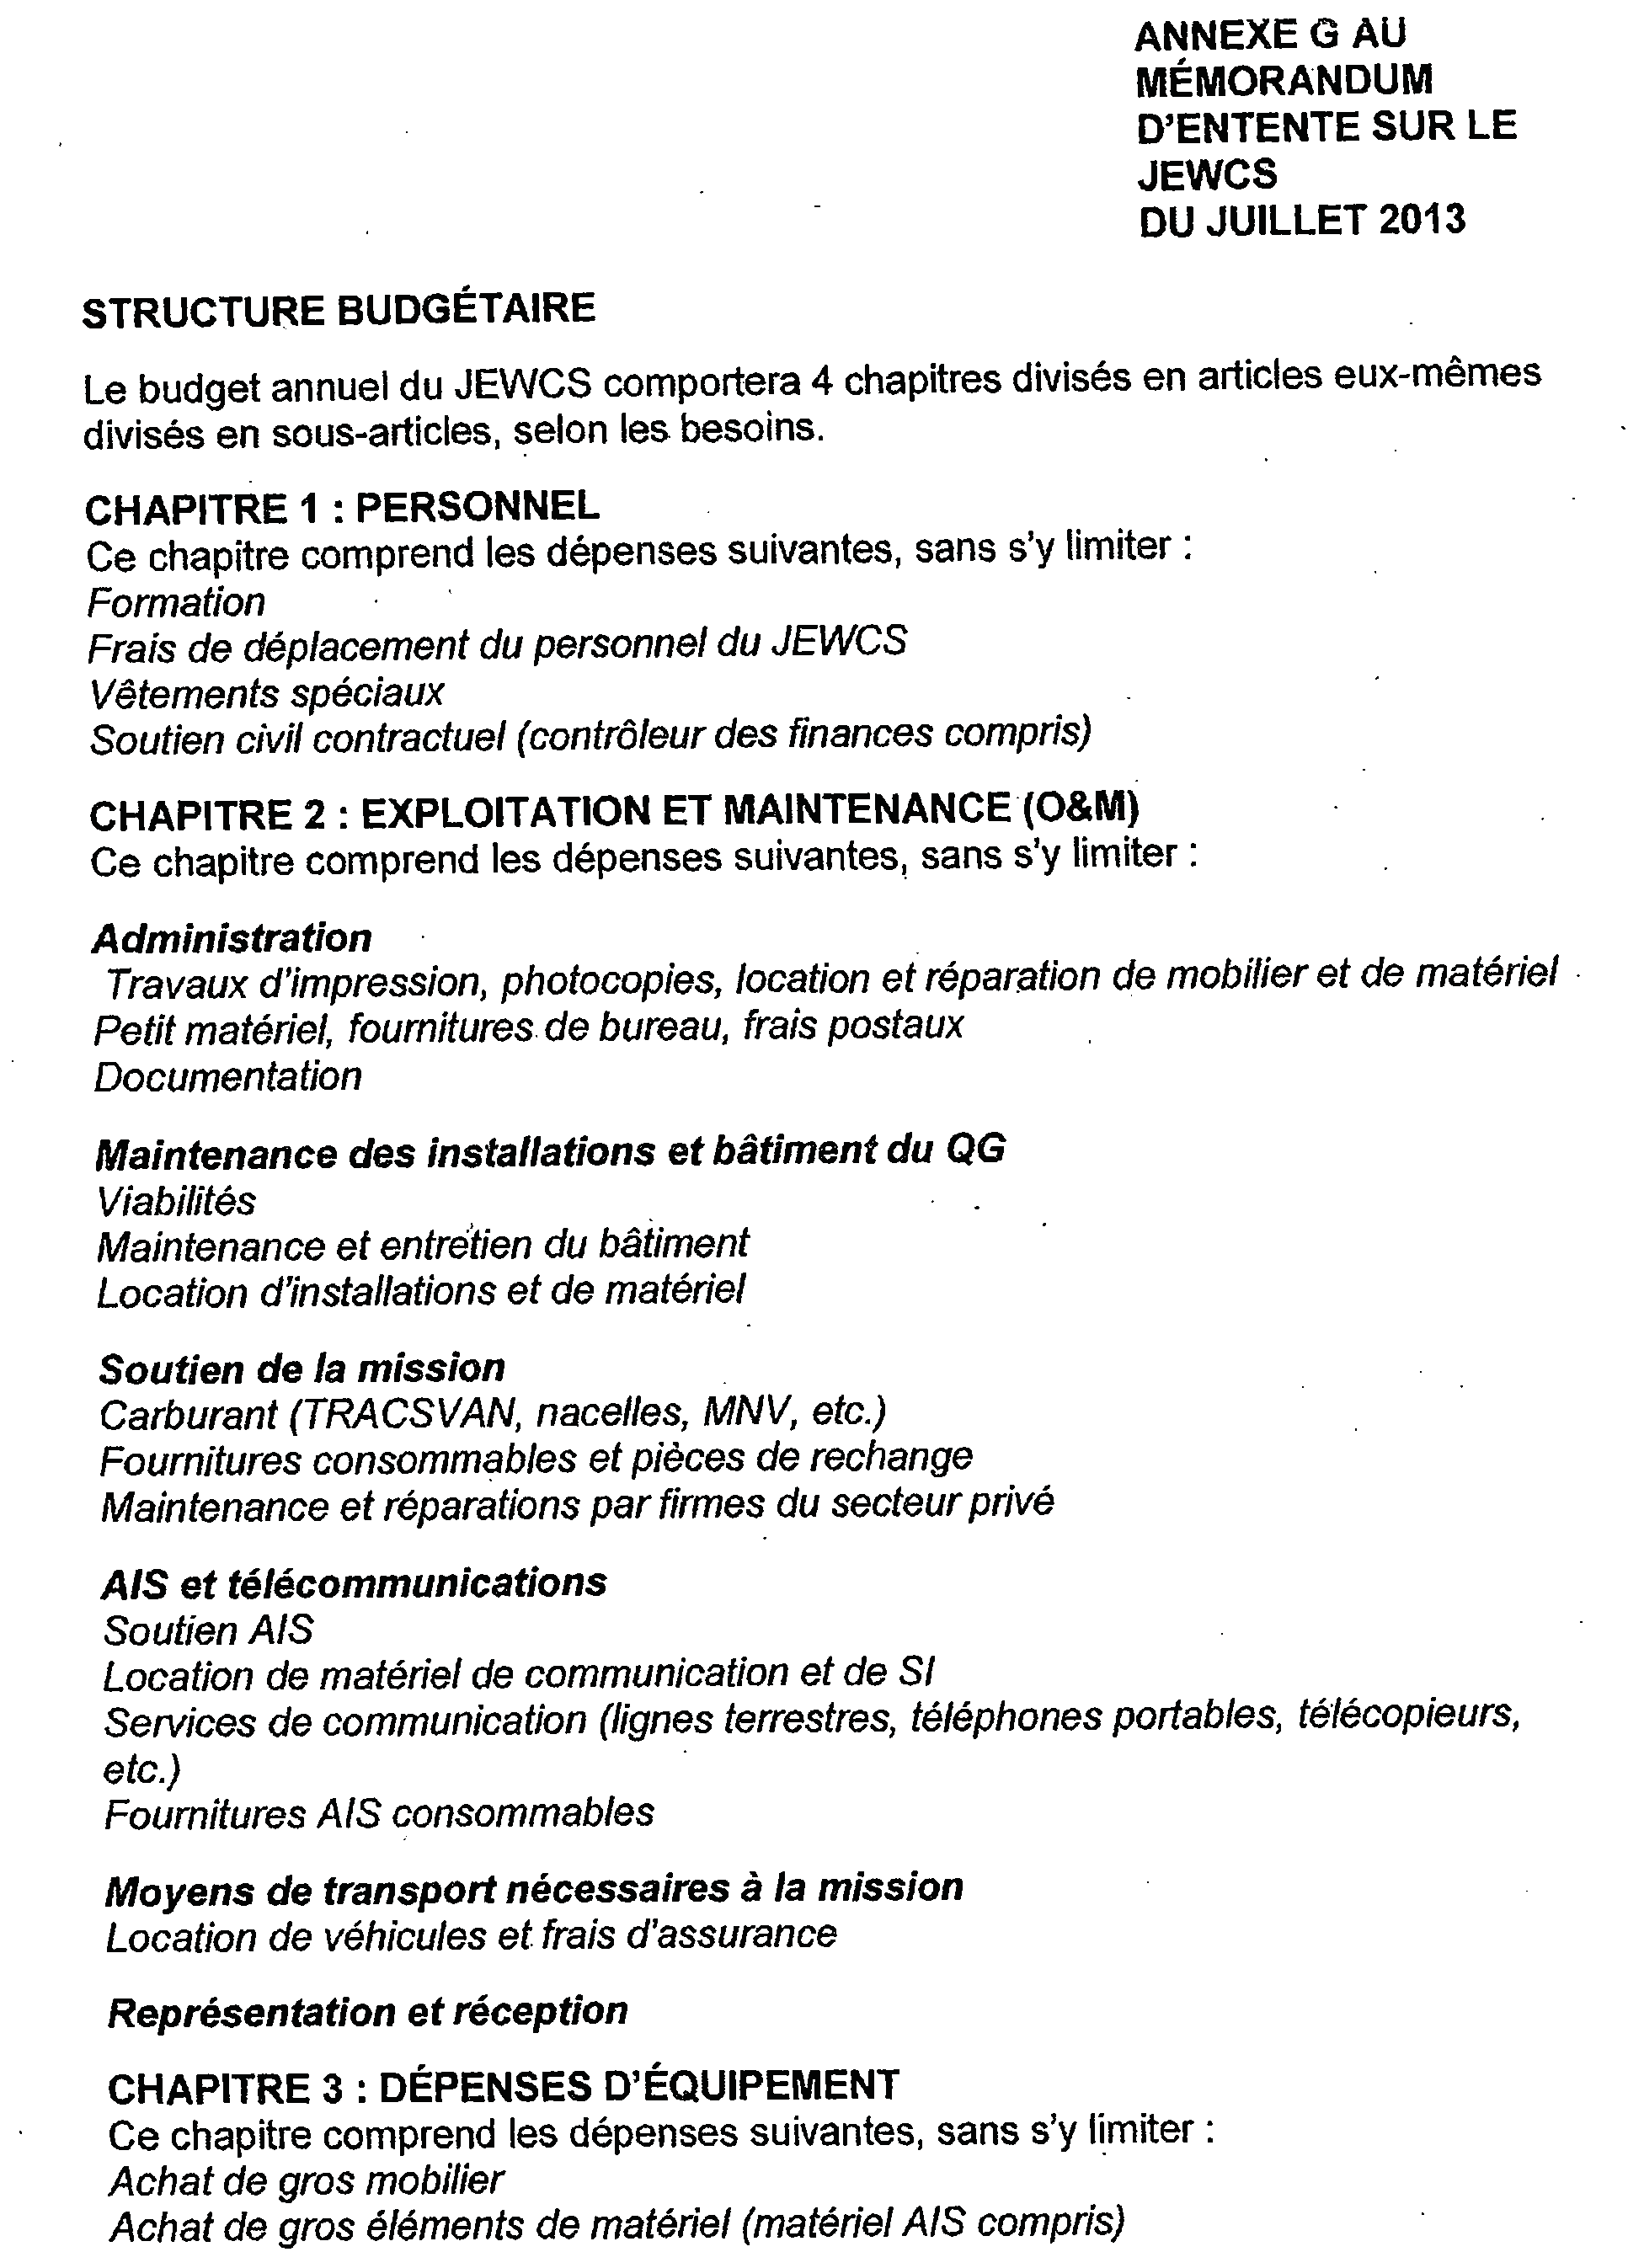 ANNEXE G AU
MÉMORANDUM
D'ENTENTE SUR LE
JEWCS
DU JUILLET 2013
STRUCTURE BUDGÉTAIRE
Le budget annuel du JEWCS comportera 4 chapitres divisés en articles eux-mêmes
divisés en sous-articles, selon les besoins.
CHAPITRE 1 : PERSONNEL
Ce chapitre comprend les dépenses suivantes, sans s'y limiter :
Formation
Frais de déplacement du personnel du JEWCS
Vêtements spéciaux
Soutien civil contractuel (contrôleur des finances compris)
CHAPITRE 2 : EXPLOITATION ET MAINTENANCE (O&M)
Ce chapitre comprend les dépenses suivantes, sans s'y limiter :
Administration
Travaux d'impression, photocopies, location et réparation de mobilier et de matériel
Petit matériel, fournitures de bureau, frais postaux
Documentation
Maintenance des installations et bâtiment du QG
Viabilités
Maintenance et entretien du bâtiment
Location d'installations et de matériel
Soutien de la mission
Carburant (TRACSVAN, nacelles, MNV, etc.)
Fournitures consommables et pièces de rechange
Maintenance et réparations par firmes du secteur privé
AIS et télécommunications
Soutien AIS
Location de matériel de communication et de SI
Services de communication (lignes terrestres, téléphones portables, télécopieurs,
etc.)
Fournitures AIS consommables
Moyens de transport nécessaires à la mission
Location de véhicules et frais d'assurance
Représentation et réception
CHAPITRE 3 : DÉPENSES D'ÉQUIPEMENT
Ce chapitre comprend les dépenses suivantes, sans s'y limiter :
Achat de gros mobilier
Achat de gros éléments de matériel (matériel AIS compris)